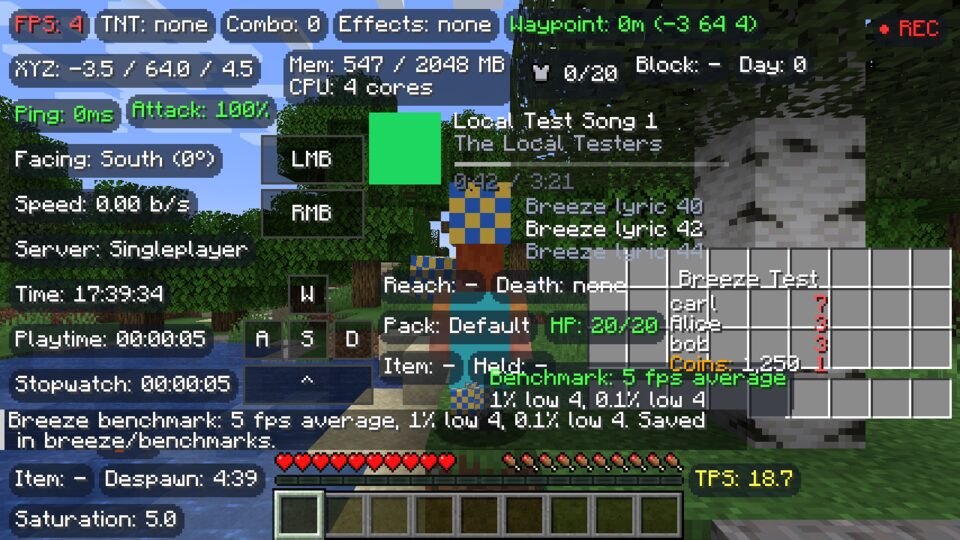 FPS: 4 TNT: none Combo: 0 Effects: none Waypoint: 0m (-3 64 4)
REC
XYZ: -3.5 / 64.0 / 4.5
Mem: 547 / 2048 MB
CPU: 4 cores
0/20
Block: - Day: 0
Ping: 0ms
Attack: 100%
Local Test Song 1
The Local Testers
0:42 / 3:21
Breeze lyric 40
Breeze lyric 42
Breeze lyric 44
Facing: South (0°)
LMB
Speed: 0.00 b/s
RMB
Server: Singleplayer
Time: 17:39:34
W
Playtime: 00:00:05
A S D
Stopwatch: 00:00:05
^
Reach: - Death: none
Pack: Default HP: 20/20
Item: - Held: -
Breeze Test
carl 7
Alice 3
bob 3
Coins: 1,250 1
Benchmark: 5 fps average
1% low 4, 0.1% low 4
Breeze benchmark: 5 fps average, 1% low 4, 0.1% low 4. Saved
in breeze/benchmarks.
Item: - Despawn: 4:39
TPS: 18.7
Saturation: 5.0